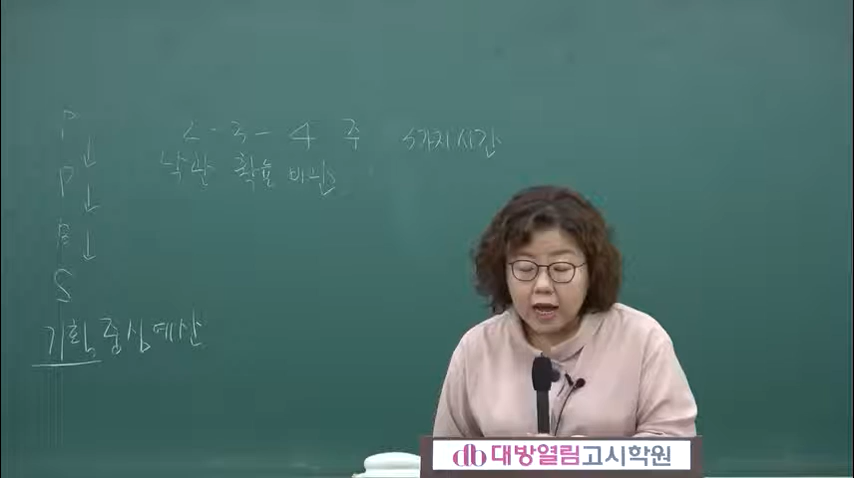 P
↓
P
↓
B
↓
S
기획중심예산
2 - 3 - 4 주
낙관 확률 비관
3가지 시간
db 대방열림고시학원